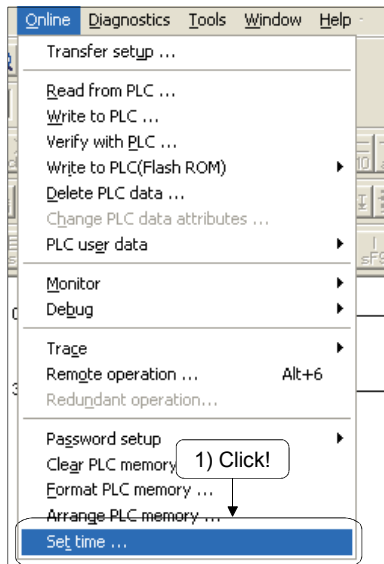 Online Diagnostics Tools Window Help
Transfer setup ...
Read from PLC ...
Write to PLC ...
Verify with PLC ...
Write to PLC(Flash ROM)
Delete PLC data ...
Change PLC data attributes ...
PLC user data
Monitor
Debug
Trace
Remote operation ... Alt+6
Redundant operation...
Password setup
Clear PLC memory
1) Click!
Format PLC memory ...
Arrange PLC memory ...
Set time ...